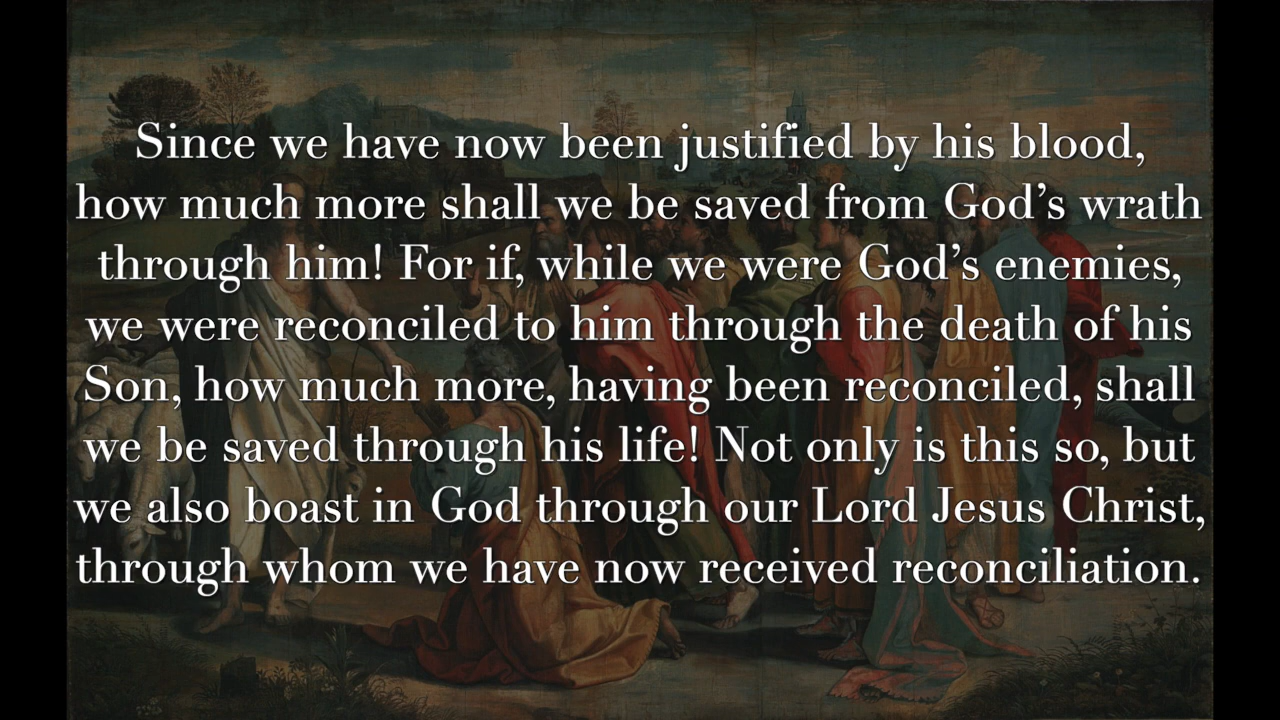 Since we have now been justified by his blood,
how much more shall we be saved from God’s wrath
through him! For if, while we were God’s enemies,
we were reconciled to him through the death of his
Son, how much more, having been reconciled, shall
we be saved through his life! Not only is this so, but
we also boast in God through our Lord Jesus Christ,
through whom we have now received reconciliation.